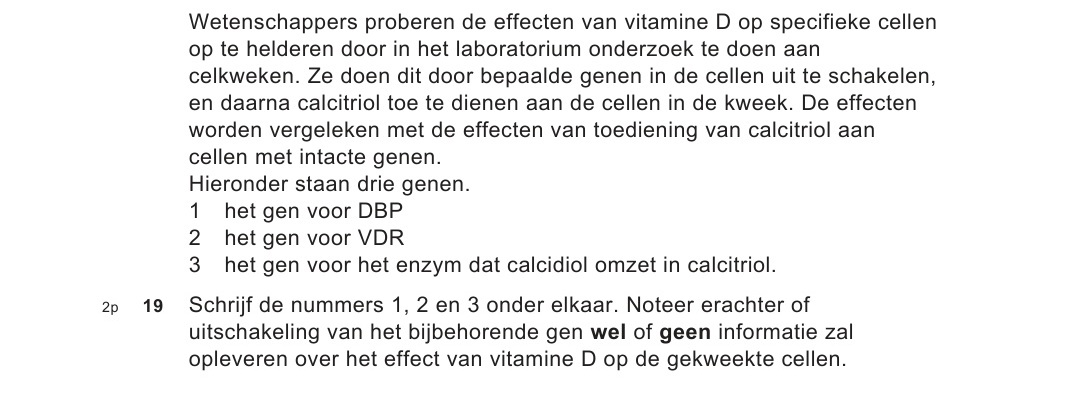 Wetenschappers proberen de effecten van vitamine D op specifieke cellen
op te helderen door in het laboratorium onderzoek te doen aan
celkweken. Ze doen dit door bepaalde genen in de cellen uit te schakelen,
en daarna calcitriol toe te dienen aan de cellen in de kweek. De effecten
worden vergeleken met de effecten van toediening van calcitriol aan
cellen met intacte genen.
Hieronder staan drie genen.
1 het gen voor DBP
2 het gen voor VDR
3 het gen voor het enzym dat calcidiol omzet in calcitriol.
2p 19 Schrijf de nummers 1, 2 en 3 onder elkaar. Noteer erachter of
uitschakeling van het bijbehorende gen wel of geen informatie zal
opleveren over het effect van vitamine D op de gekweekte cellen.